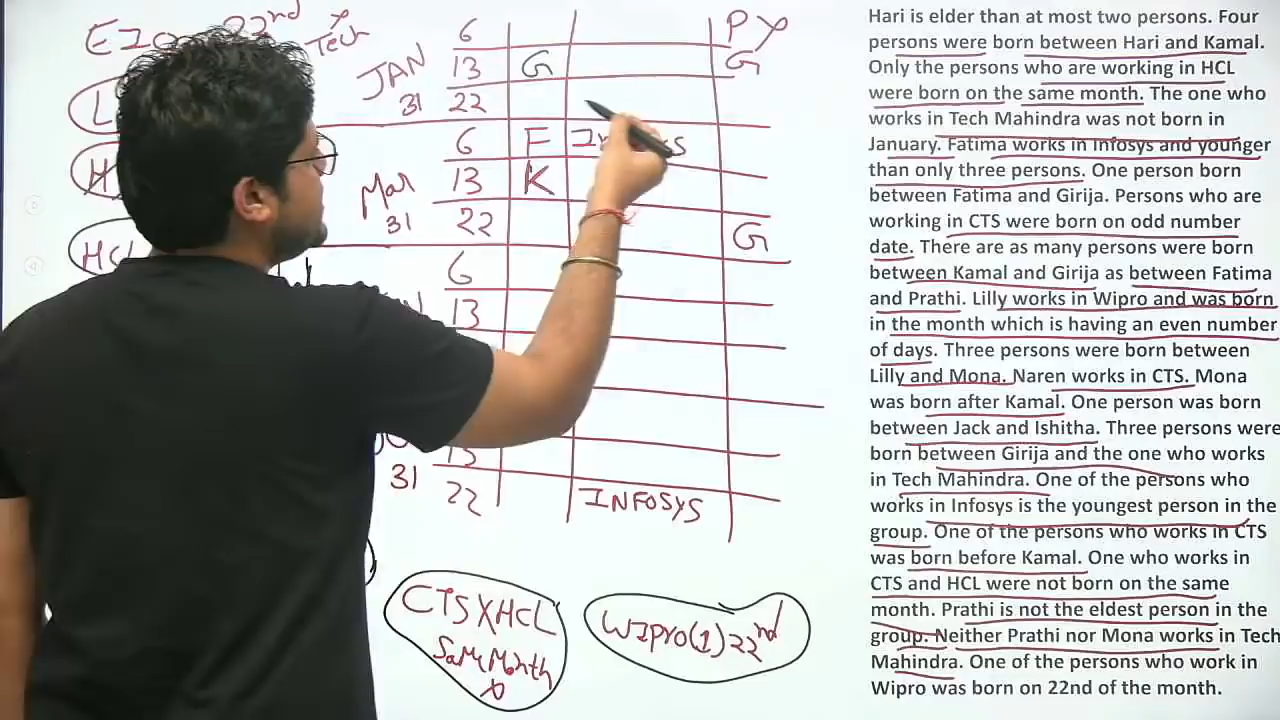 22nd
Tech
JAN
31
6
13
22
G
PY
G
Mar
31
6
13
22
F
K
G
HCL
6
13
31
22
INFOSYS
CTS X HCL
Same Month
WIPro(1) 22nd
Hari is elder than at most two persons. Four
persons were born between Hari and Kamal.
Only the persons who are working in HCL
were born on the same month. The one who
works in Tech Mahindra was not born in
January. Fatima works in Infosys and younger
than only three persons. One person born
between Fatima and Girija. Persons who are
working in CTS were born on odd number
date. There are as many persons were born
between Kamal and Girija as between Fatima
and Prathi. Lilly works in Wipro and was born
in the month which is having an even number
of days. Three persons were born between
Lilly and Mona. Naren works in CTS. Mona
was born after Kamal. One person was born
between Jack and Ishitha. Three persons were
born between Girija and the one who works
in Tech Mahindra. One of the persons who
works in Infosys is the youngest person in the
group. One of the persons who works in CTS
was born before Kamal. One who works in
CTS and HCL were not born on the same
month. Prathi is not the eldest person in the
group. Neither Prathi nor Mona works in Tech
Mahindra. One of the persons who work in
Wipro was born on 22nd of the month.